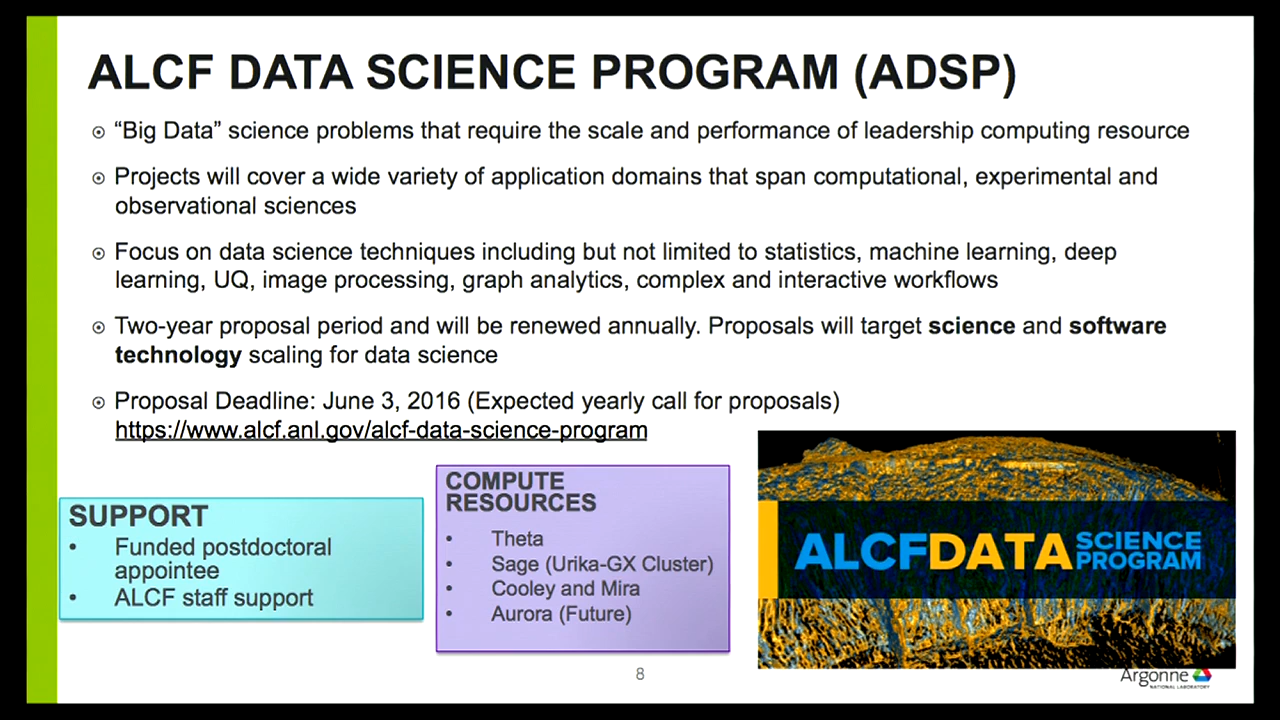 ALCF DATA SCIENCE PROGRAM (ADSP)
"Big Data" science problems that require the scale and performance of leadership computing resource
Projects will cover a wide variety of application domains that span computational, experimental and
observational sciences
Focus on data science techniques including but not limited to statistics, machine learning, deep
learning, UQ, image processing, graph analytics, complex and interactive workflows
Two-year proposal period and will be renewed annually. Proposals will target science and software
technology scaling for data science
Proposal Deadline: June 3, 2016 (Expected yearly call for proposals)
https://www.alcf.anl.gov/alcf-data-science-program
SUPPORT
• Funded postdoctoral
appointee
• ALCF staff support
COMPUTE
RESOURCES
• Theta
• Sage (Urika-GX Cluster)
• Cooley and Mira
• Aurora (Future)
ALCFDATA SCIENCE
PROGRAM
8
Argonne
NATIONAL LABORATORY